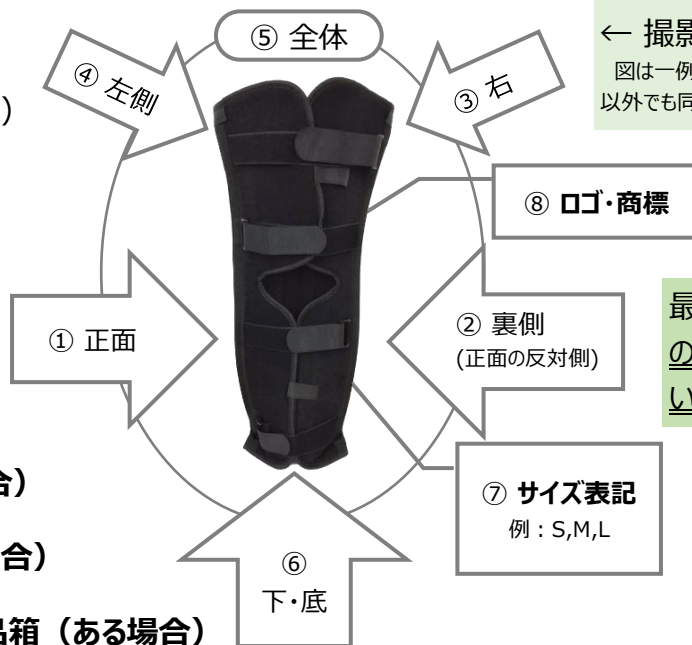 ⑤ 全体
← 撮影
図は一例
以外でも同
④ 左側
③ 右
）
⑧ ロゴ・商標
① 正面
② 裏側
(正面の反対側)
最
の
い
合）
⑦ サイズ表記
例：S,M,L
合）
⑥
下・底
品箱（ある場合）